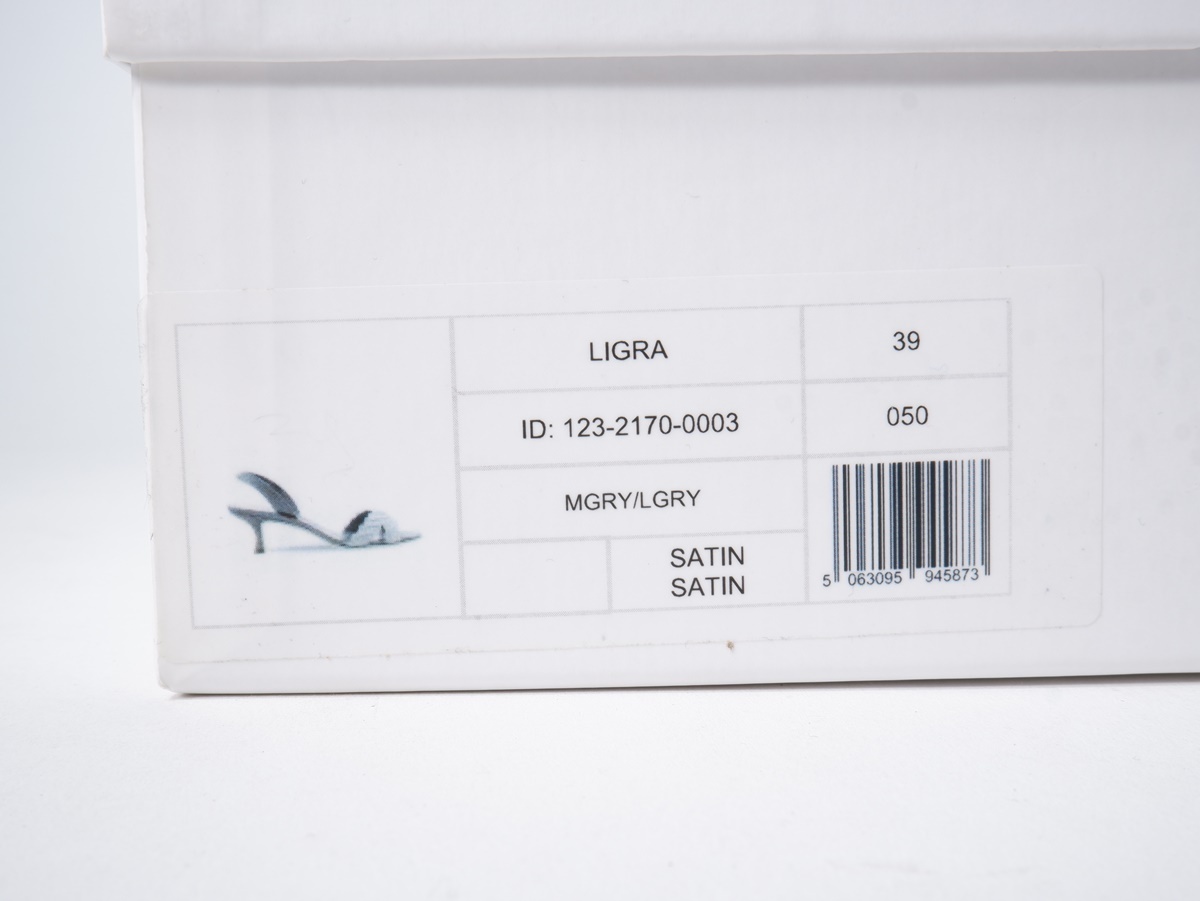 LIGRA
39
ID: 123-2170-0003
050
MGRY/LGRY
SATIN
SATIN
5 063095 945873